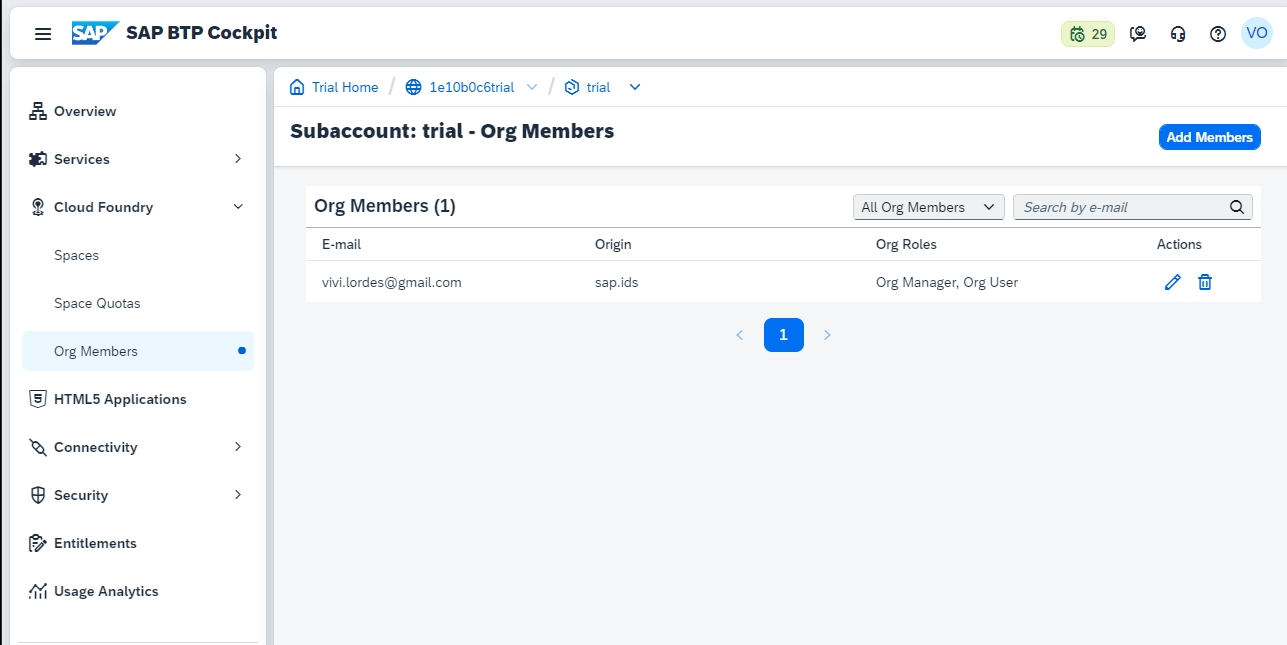 SAP SAP BTP Cockpit 29 VO
Overview
Services
Cloud Foundry
Spaces
Space Quotas
Org Members
HTML5 Applications
Connectivity
Security
Entitlements
Usage Analytics
Trial Home / 1e10b0c6trial / trial
Subaccount: trial - Org Members
Add Members
Org Members (1) All Org Members Search by e-mail
E-mail Origin Org Roles Actions
vivi.lordes@gmail.com sap.ids Org Manager, Org User
1